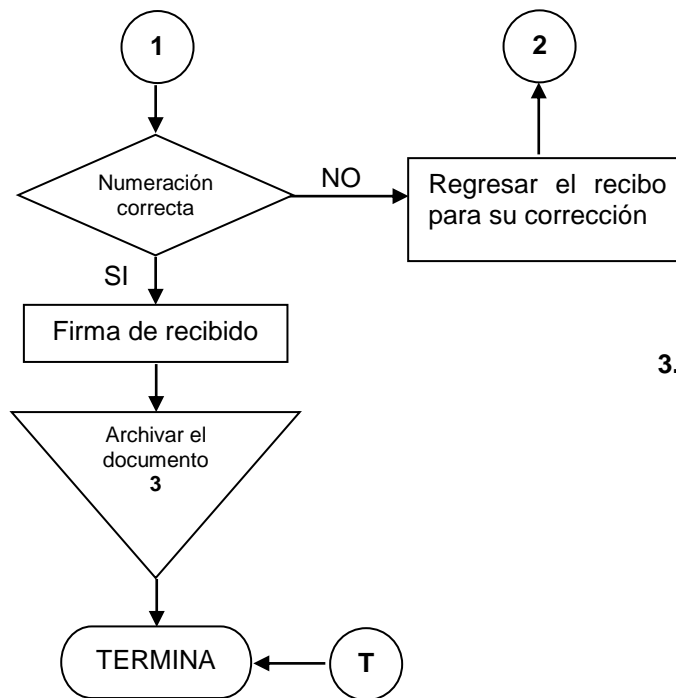 1
2
Numeración
correcta
NO
Regresar el recibo
para su corrección
SI
Firma de recibido
3.
Archivar el
documento
3
TERMINA
T